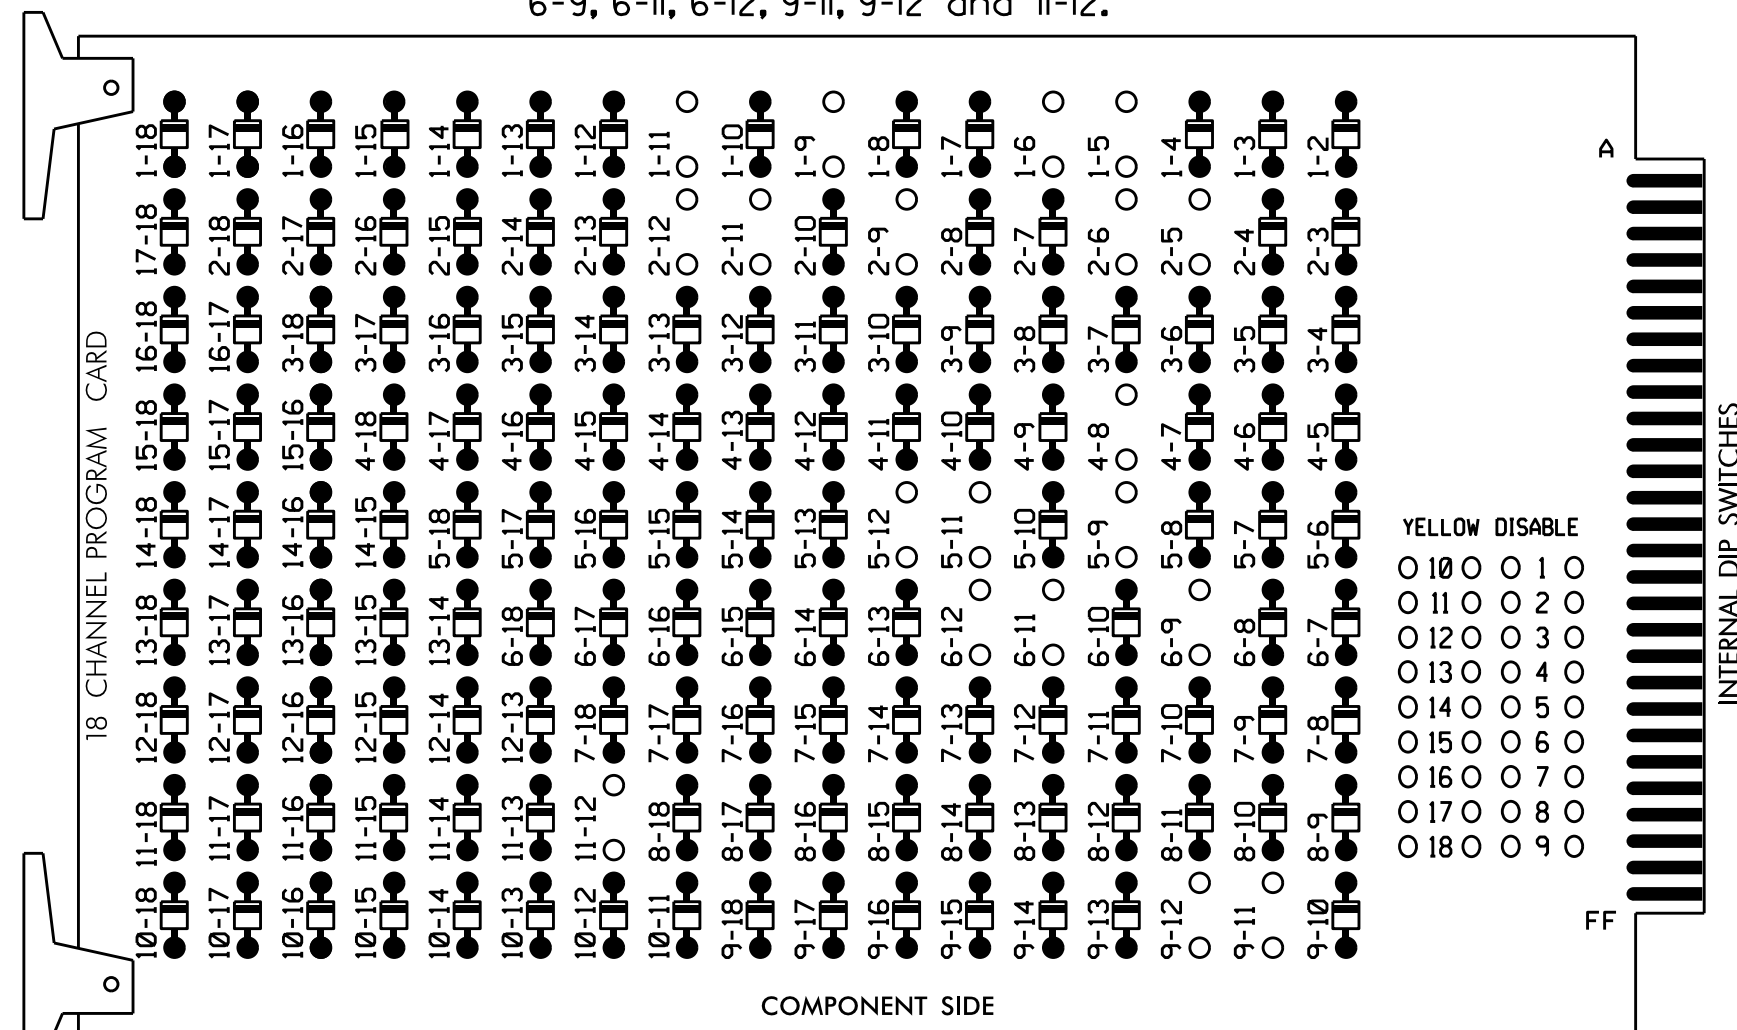 6-9, 6-11, 6-12, 9-11, 9-12 and 11-12.
1-18 1-17 1-16 1-15 1-14 1-13 1-12 1-11 1-10 1-9 1-8 1-7 1-6 1-5 1-4 1-3 1-2
17-18 2-18 2-17 2-16 2-15 2-14 2-13 2-12 2-11 2-10 2-9 2-8 2-7 2-6 2-5 2-4 2-3
16-18 16-17 3-18 3-17 3-16 3-15 3-14 3-13 3-12 3-11 3-10 3-9 3-8 3-7 3-6 3-5 3-4
15-18 15-17 15-16 4-18 4-17 4-16 4-15 4-14 4-13 4-12 4-11 4-10 4-9 4-8 4-7 4-6 4-5
14-18 14-17 14-16 14-15 5-18 5-17 5-16 5-15 5-14 5-13 5-12 5-11 5-10 5-9 5-8 5-7 5-6
13-18 13-17 13-16 13-15 13-14 6-18 6-17 6-16 6-15 6-14 6-13 6-12 6-11 6-10 6-9 6-8 6-7
12-18 12-17 12-16 12-15 12-14 12-13 7-18 7-17 7-16 7-15 7-14 7-13 7-12 7-11 7-10 7-9 7-8
11-18 11-17 11-16 11-15 11-14 11-13 11-12 8-18 8-17 8-16 8-15 8-14 8-13 8-12 8-11 8-10 8-9
10-18 10-17 10-16 10-15 10-14 10-13 10-12 10-11 9-18 9-17 9-16 9-15 9-14 9-13 9-12 9-11 9-10
18 CHANNEL PROGRAM CARD
A
YELLOW DISABLE
10 1
11 2
12 3
13 4
14 5
15 6
16 7
17 8
18 9
FF
INTERNAL DIP SWITCHES
COMPONENT SIDE